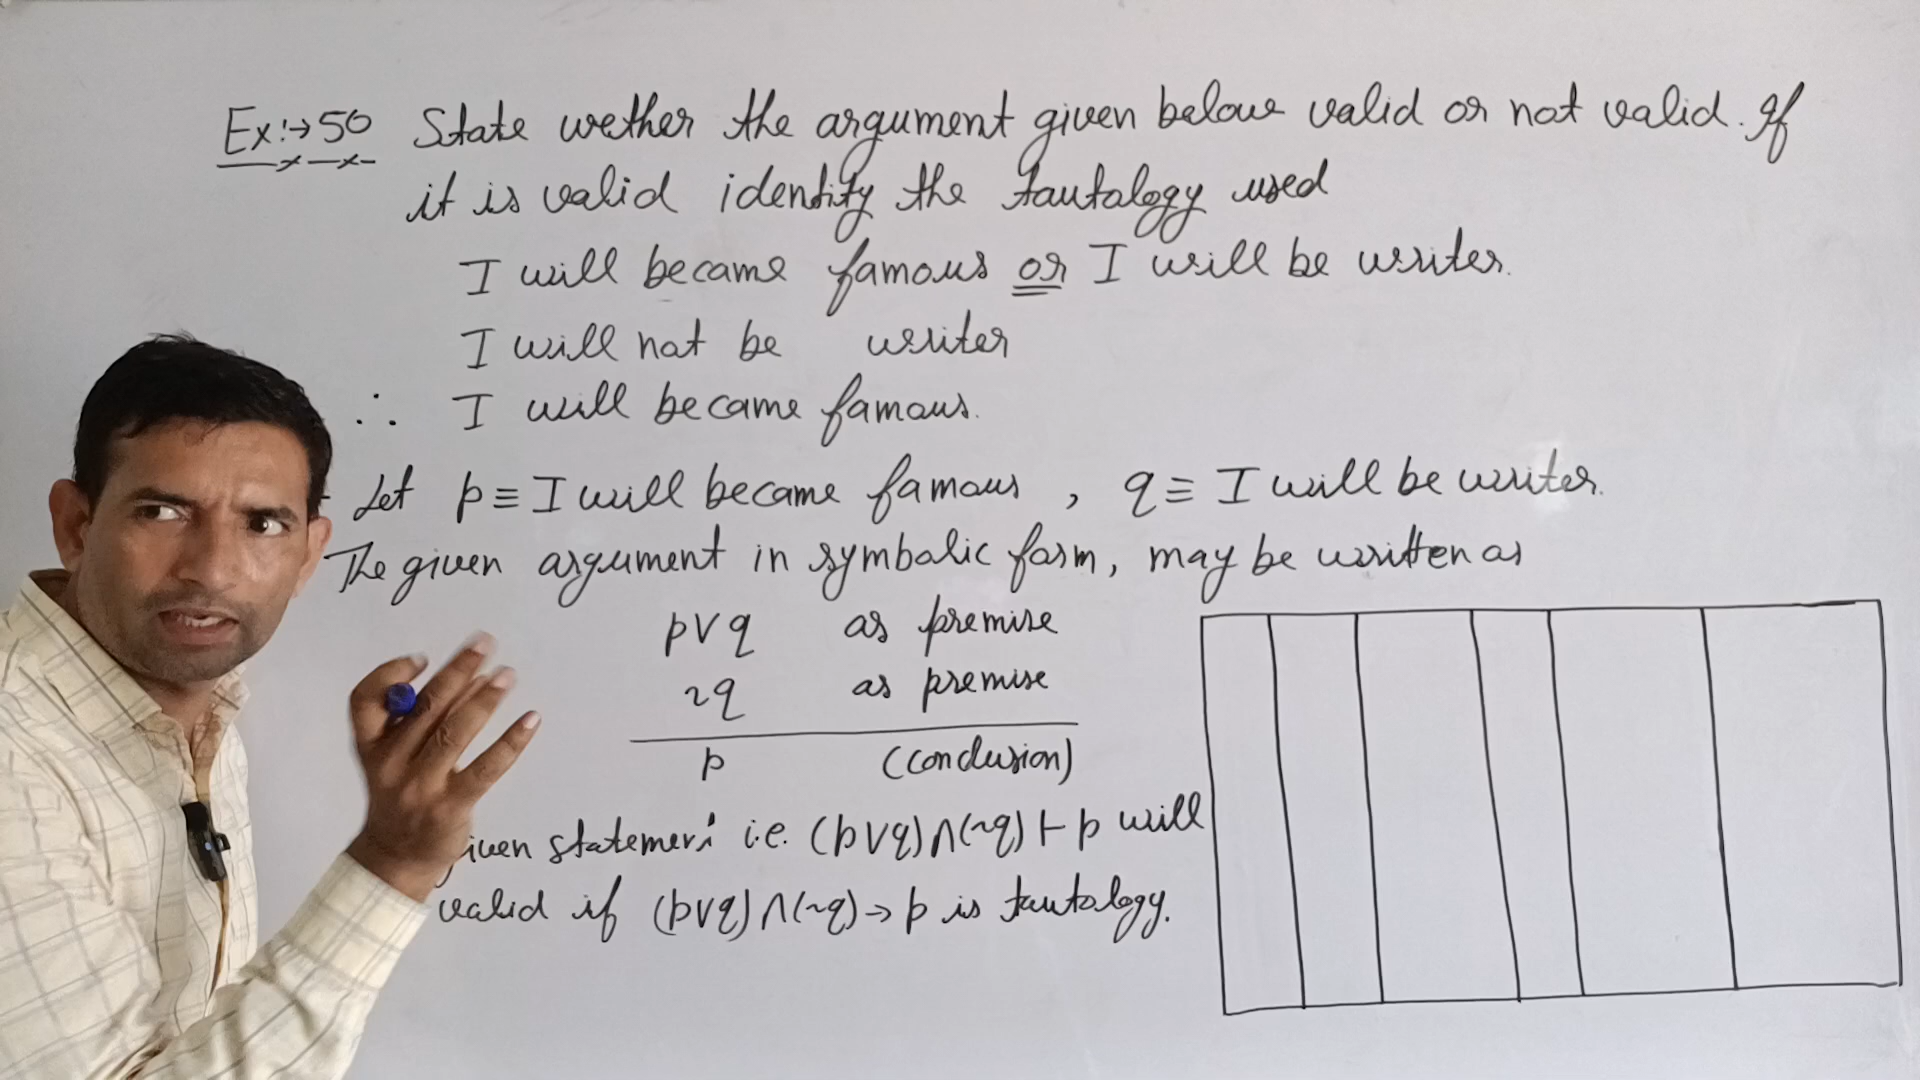 Ex:→50 State wether the argument given below valid or not valid. If
it is valid identify the tautology used
I will became famous or I will be writer.
I will not be writer
∴ I will became famous.
Let p ≡ I will became famous, q ≡ I will be writer.
The given argument in symbolic form, may be written as
p∨q as premise
~q as premise
p (conclusion)
statement i.e. (p∨q)∧(~q) ⊢ p will
valid if (p∨q)∧(~q)→p is tautology.